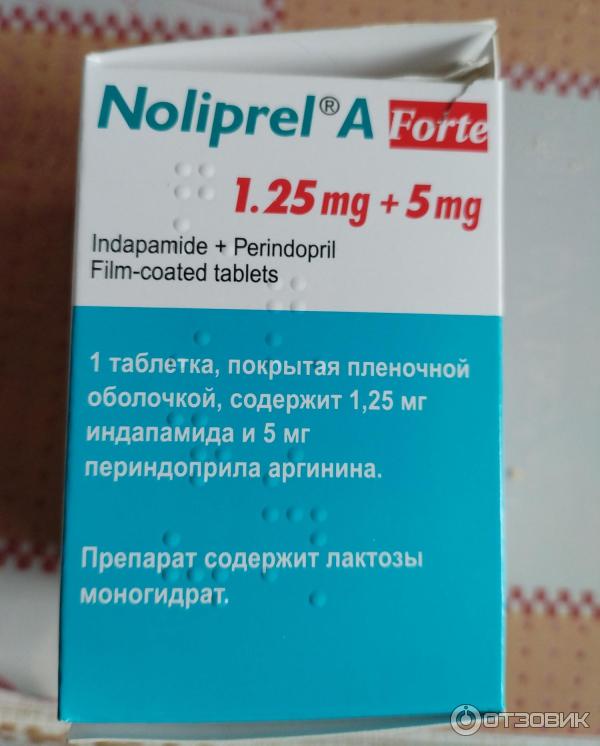 Noliprel® A Forte
1.25 mg + 5 mg
Indapamide + Perindopril
Film-coated tablets
1 таблетка, покрытая пленочной
оболочкой, содержит 1,25 мг
индапамида и 5 мг
периндоприла аргинина.
Препарат содержит лактозы
моногидрат.
ОТЗОВИК